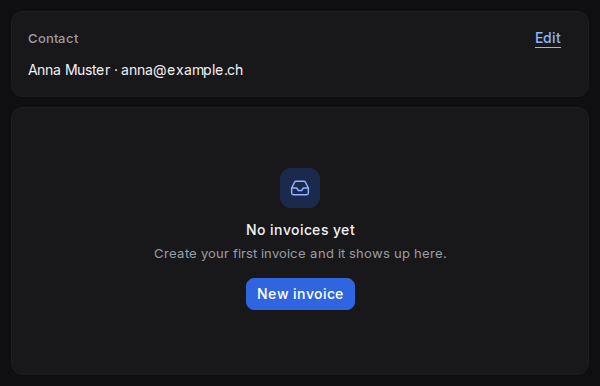 Contact
Edit
Anna Muster · anna@example.ch
No invoices yet
Create your first invoice and it shows up here.
New invoice